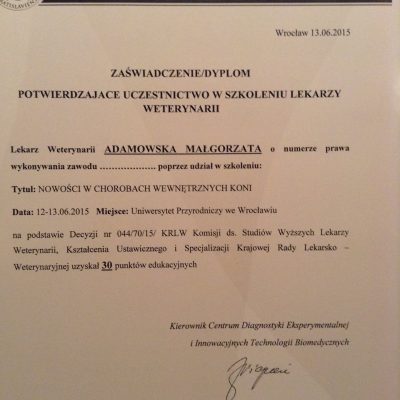 Wrocław 13.06.2015
ZAŚWIADCZENIE/DYPLOM
POTWIERDZAJACE UCZESTNICTWO W SZKOLENIU LEKARZY
WETERYNARII
Lekarz Weterynarii ADAMOWSKA MAŁGORZATA o numerze prawa
wykonywania zawodu ………………. poprzez udział w szkoleniu:
Tytuł: NOWOŚCI W CHOROBACH WEWNĘTRZNYCH KONI
Data: 12-13.06.2015 Miejsce: Uniwersytet Przyrodniczy we Wrocławiu
na podstawie Decyzji nr 044/70/15/ KRLW Komisji ds. Studiów Wyższych Lekarzy
Weterynarii, Kształcenia Ustawicznego i Specjalizacji Krajowej Rady Lekarsko –
Weterynaryjnej uzyskał 30 punktów edukacyjnych
Kierownik Centrum Diagnostyki Eksperymentalnej
i Innowacyjnych Technologii Biomedycznych